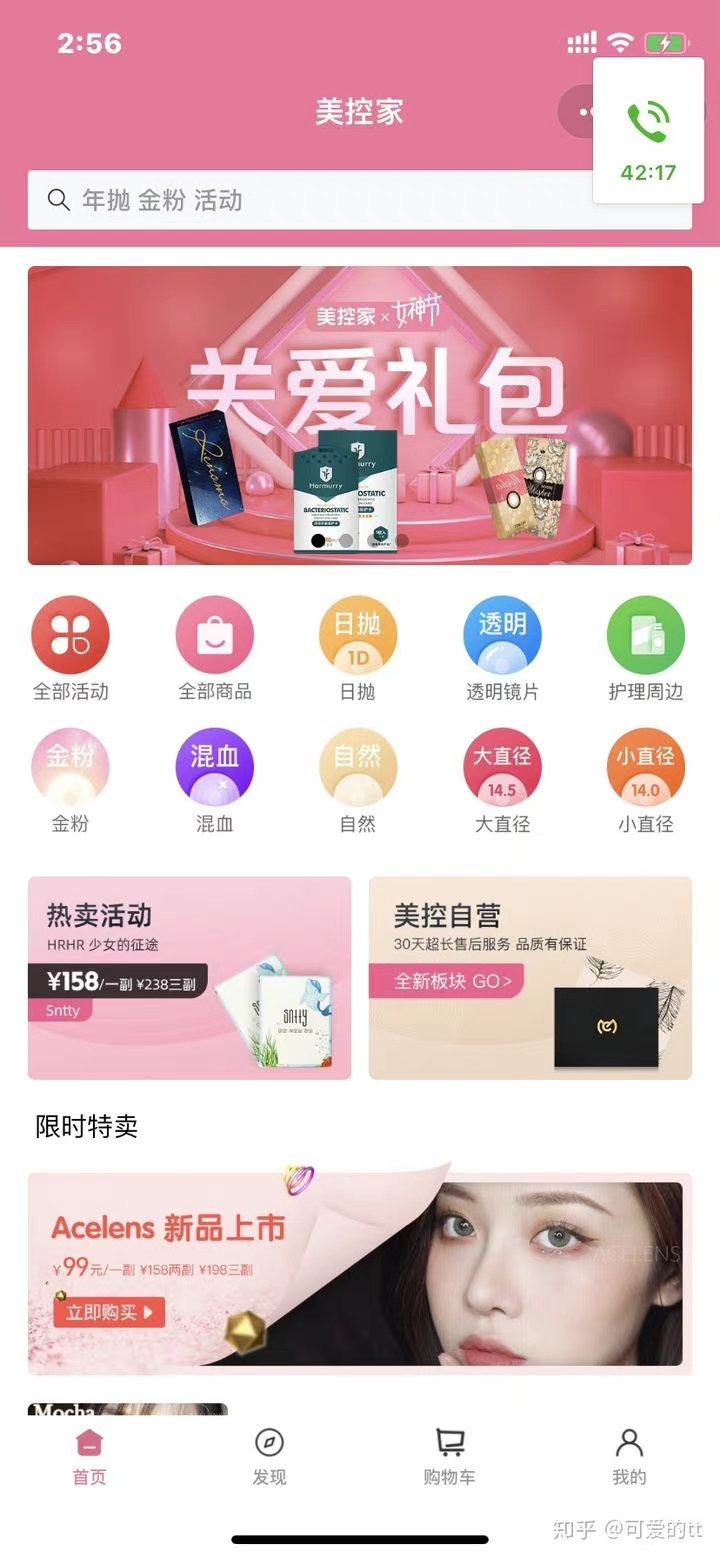 2:56
美控家
42:17
年抛 金粉 活动
美控家×女神节
关爱礼包
Harmurry
BACTERIOSTATIC
全部活动
全部商品
日抛
1D
日抛
透明
透明镜片
护理周边
金粉
金粉
混血
混血
自然
自然
大直径
14.5
大直径
小直径
14.0
小直径
热卖活动
HRHR 少女的征途
¥158/一副 ¥238三副
Sntty
sntty
美控自营
30天超长售后服务 品质有保证
全新板块 GO>
限时特卖
Acelens 新品上市
¥99元/一副 ¥158两副 ¥198三副
立即购买
ACELENS
Mocha
首页
发现
购物车
我的
知乎 @可爱的tt